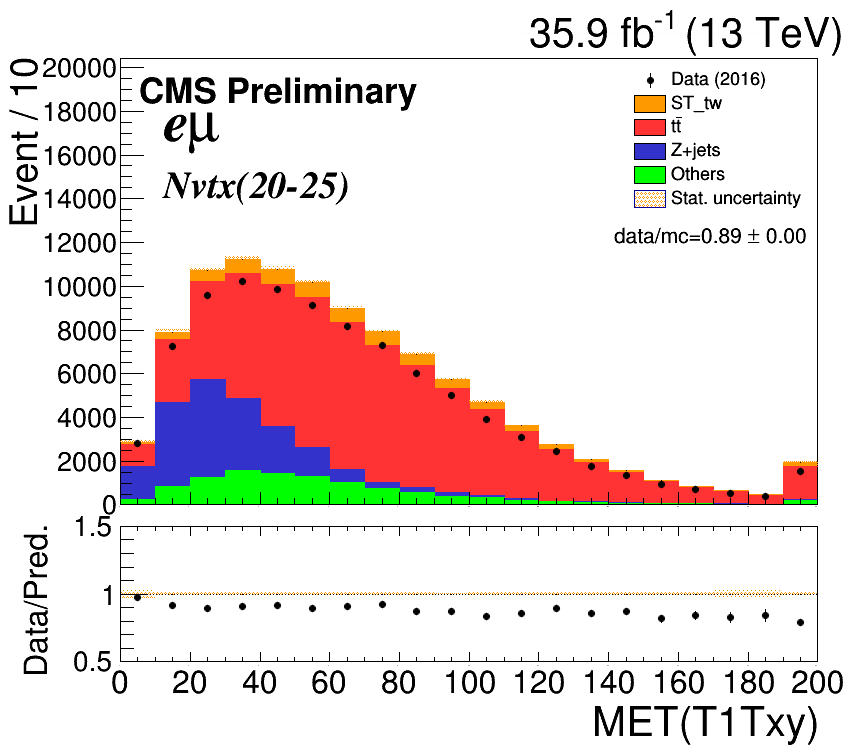 35.9 fb⁻¹ (13 TeV)
Event / 10
20000
18000
16000
14000
12000
10000
8000
6000
4000
2000
0
CMS Preliminary
eμ
Nvtx(20-25)
Data (2016)
ST_tw
tt̄
Z+jets
Others
Stat. uncertainty
data/mc=0.89 ± 0.00
Data/Pred.
1.5
1
0.5
0 20 40 60 80 100 120 140 160 180 200
MET(T1Txy)